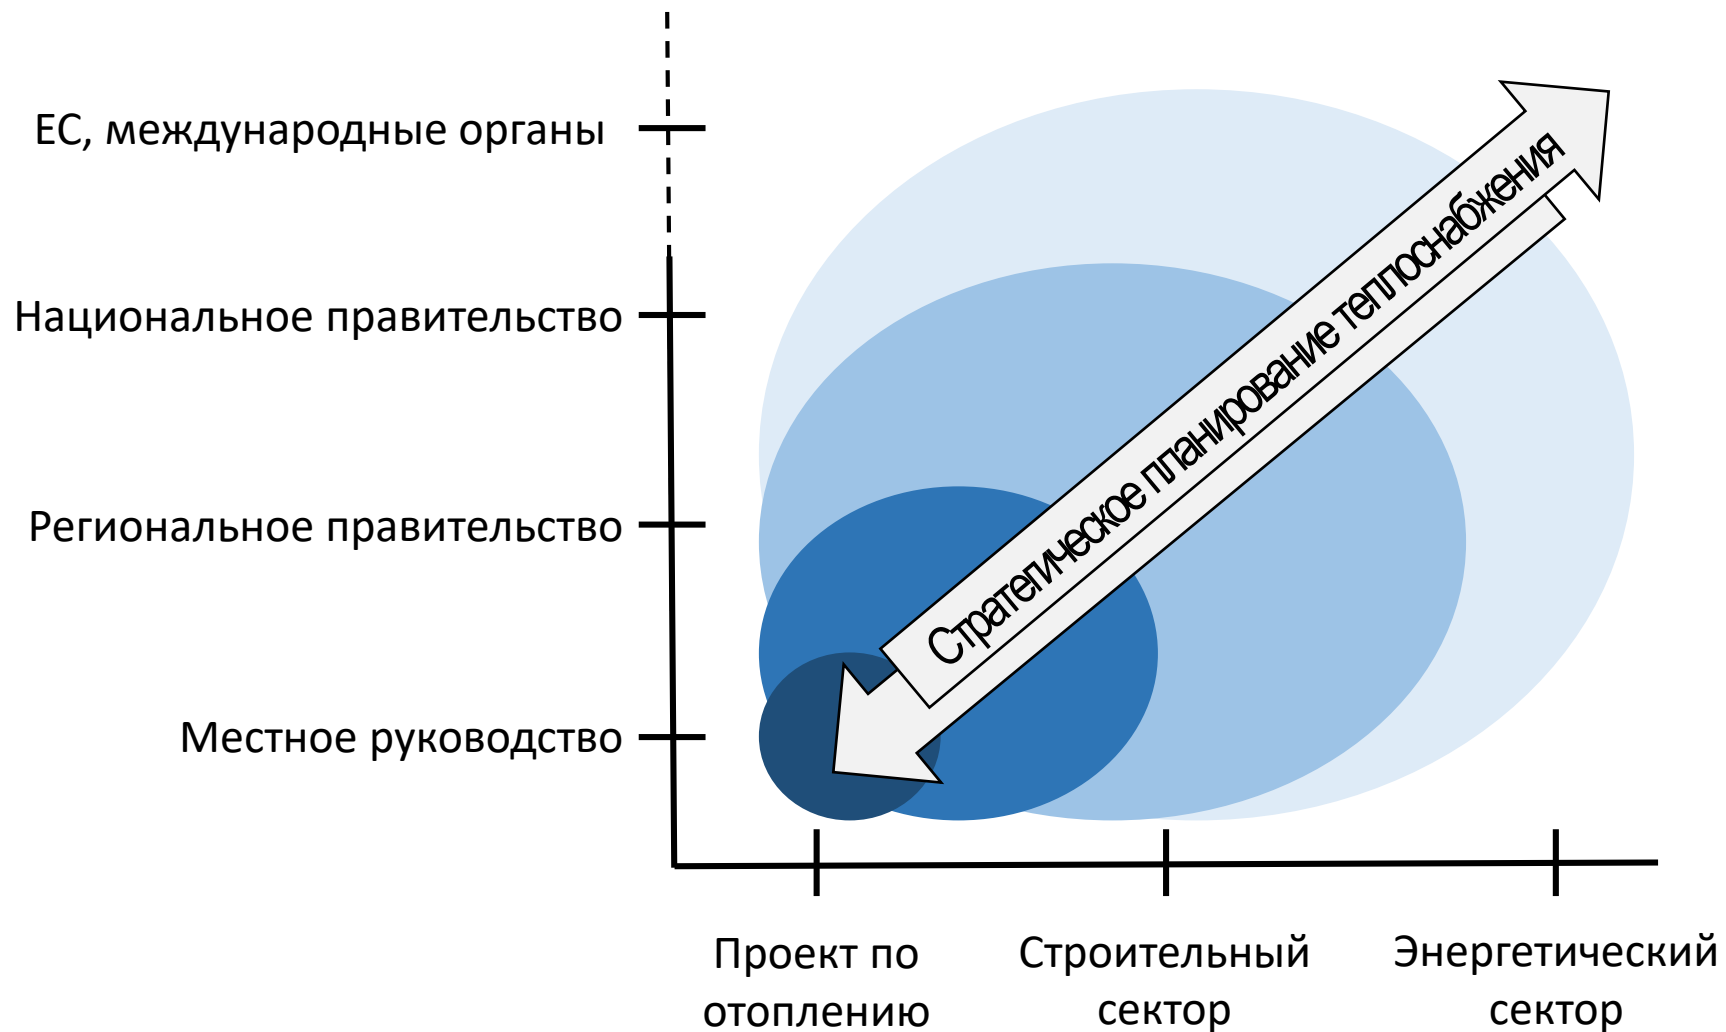 ЕС, международные органы
Национальное правительство
Региональное правительство
Местное руководство
Стратегическое планирование теплоснабжения
Проект по
отоплению
Строительный
сектор
Энергетический
сектор